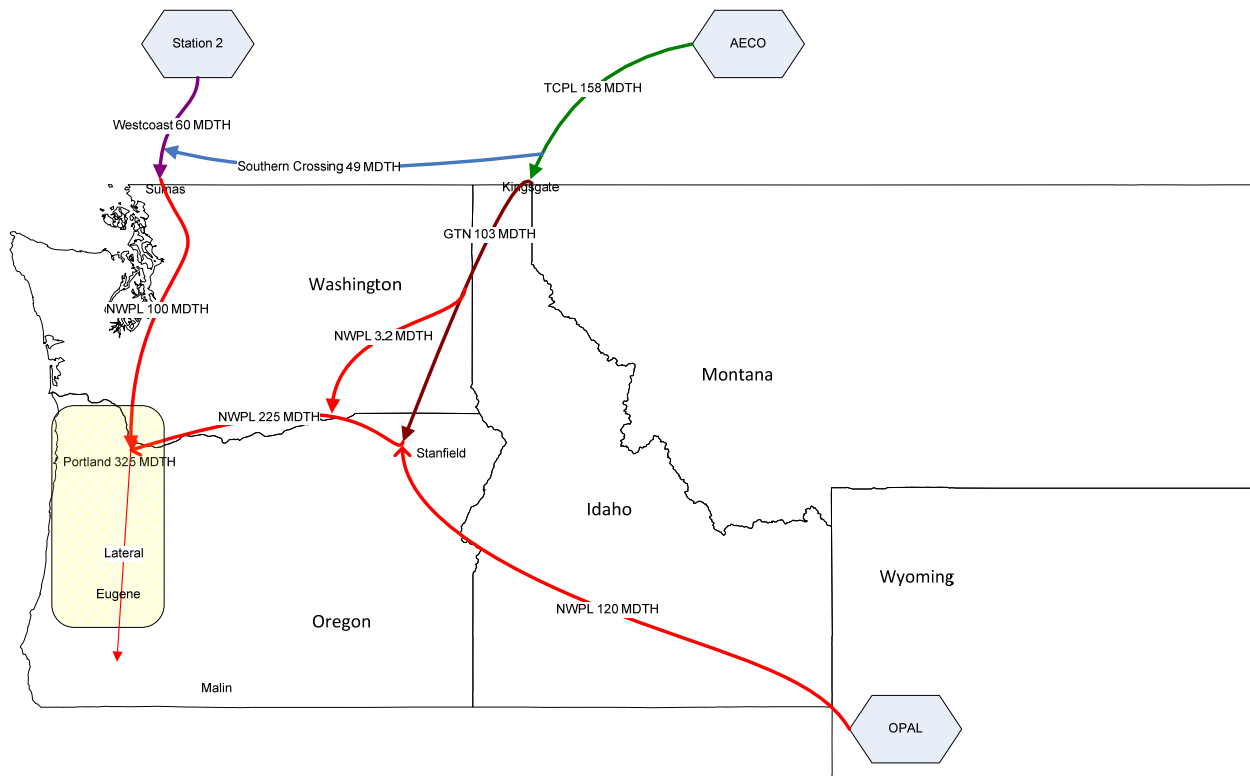 Station 2
AECO
TCPL 158 MDTH
Westcoast 60 MDTH
Southern Crossing 49 MDTH
Sumas
Kingsgate
GTN 103 MDTH
Washington
NWPL 100 MDTH
NWPL 3.2 MDTH
Montana
NWPL 225 MDTH
Stanfield
Portland 325 MDTH
Idaho
Lateral
Wyoming
Eugene
NWPL 120 MDTH
Oregon
Malin
OPAL